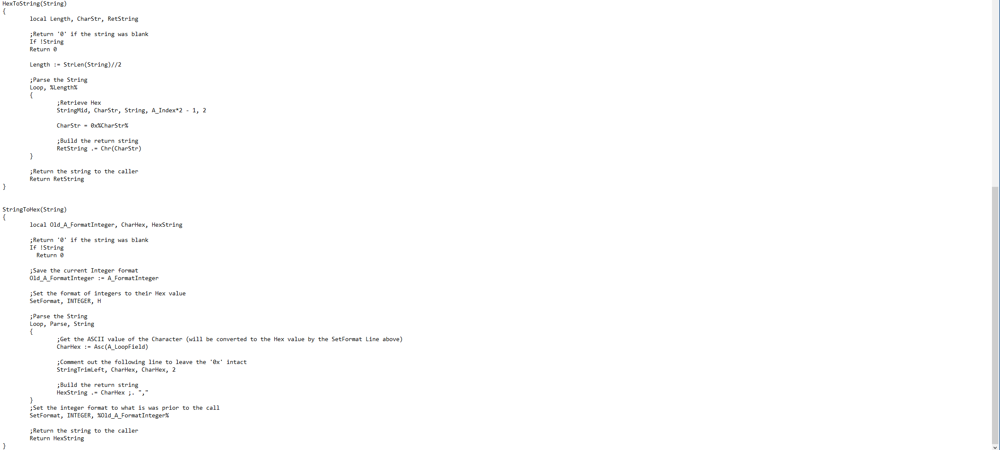 HexToString(String)
{
local Length, CharStr, RetString
;Return '0' if the string was blank
If !String
Return 0
Length := StrLen(String)//2
;Parse the String
Loop, %Length%
{
;Retrieve Hex
StringMid, CharStr, String, A_Index*2 - 1, 2
CharStr = 0x%CharStr%
;Build the return string
RetString .= Chr(CharStr)
}
;Return the string to the caller
Return RetString
}
StringToHex(String)
{
local Old_A_FormatInteger, CharHex, HexString
;Return '0' if the string was blank
If !String
Return 0
;Save the current Integer format
Old_A_FormatInteger := A_FormatInteger
;Set the format of integers to their Hex value
SetFormat, INTEGER, H
;Parse the String
Loop, Parse, String
{
;Get the ASCII value of the Character (will be converted to the Hex value by the SetFormat Line above)
CharHex := Asc(A_LoopField)
;Comment out the following line to leave the '0x' intact
StringTrimLeft, CharHex, CharHex, 2
;Build the return string
HexString .= CharHex ;. ","
}
;Set the integer format to what is was prior to the call
SetFormat, INTEGER, %Old_A_FormatInteger%
;Return the string to the caller
Return HexString
}